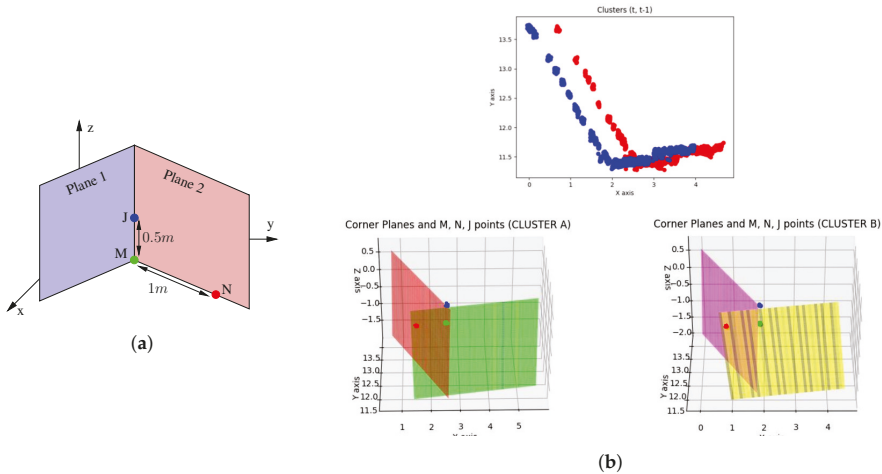 z
Plane 1
Plane 2
J
0.5m
y
M
1m
N
x
(a)
Clusters (t, t-1)
Y axis
13.5
13.0
12.5
12.0
11.5
0
1
2
3
4
X axis
Corner Planes and M, N, J points (CLUSTER A)
0.5
0.0
−0.5
−1.0
−1.5
Z axis
13.5
13.0
12.5
12.0
11.5
Y axis
1
2
3
4
5
Corner Planes and M, N, J points (CLUSTER B)
0.5
0.0
−0.5
−1.0
−1.5
−2.0
Z axis
13.5
13.0
12.5
12.0
11.5
Y axis
0
1
2
3
4
(b)